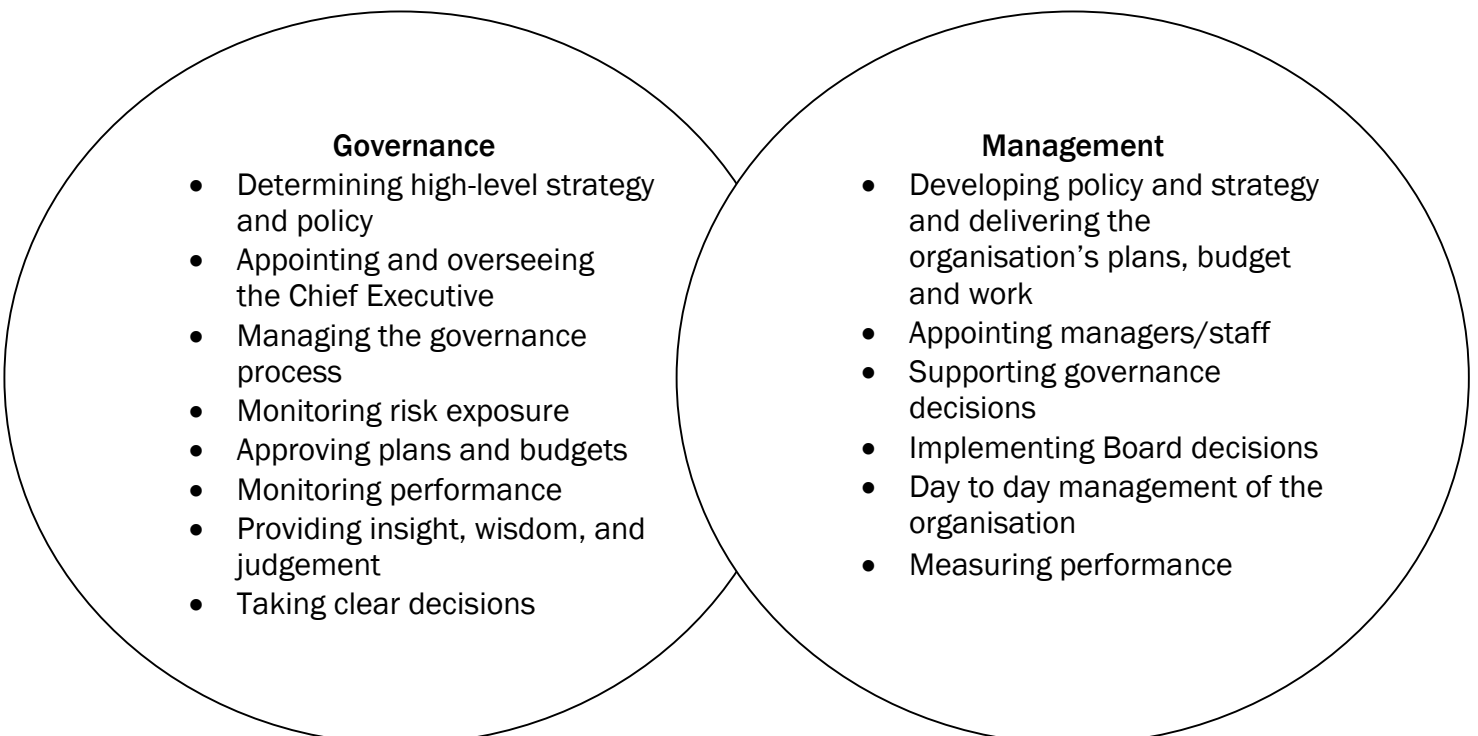 Governance
• Determining high-level strategy
and policy
• Appointing and overseeing
the Chief Executive
• Managing the governance
process
• Monitoring risk exposure
• Approving plans and budgets
• Monitoring performance
• Providing insight, wisdom, and
judgement
• Taking clear decisions
Management
• Developing policy and strategy
and delivering the
organisation’s plans, budget
and work
• Appointing managers/staff
• Supporting governance
decisions
• Implementing Board decisions
• Day to day management of the
organisation
• Measuring performance